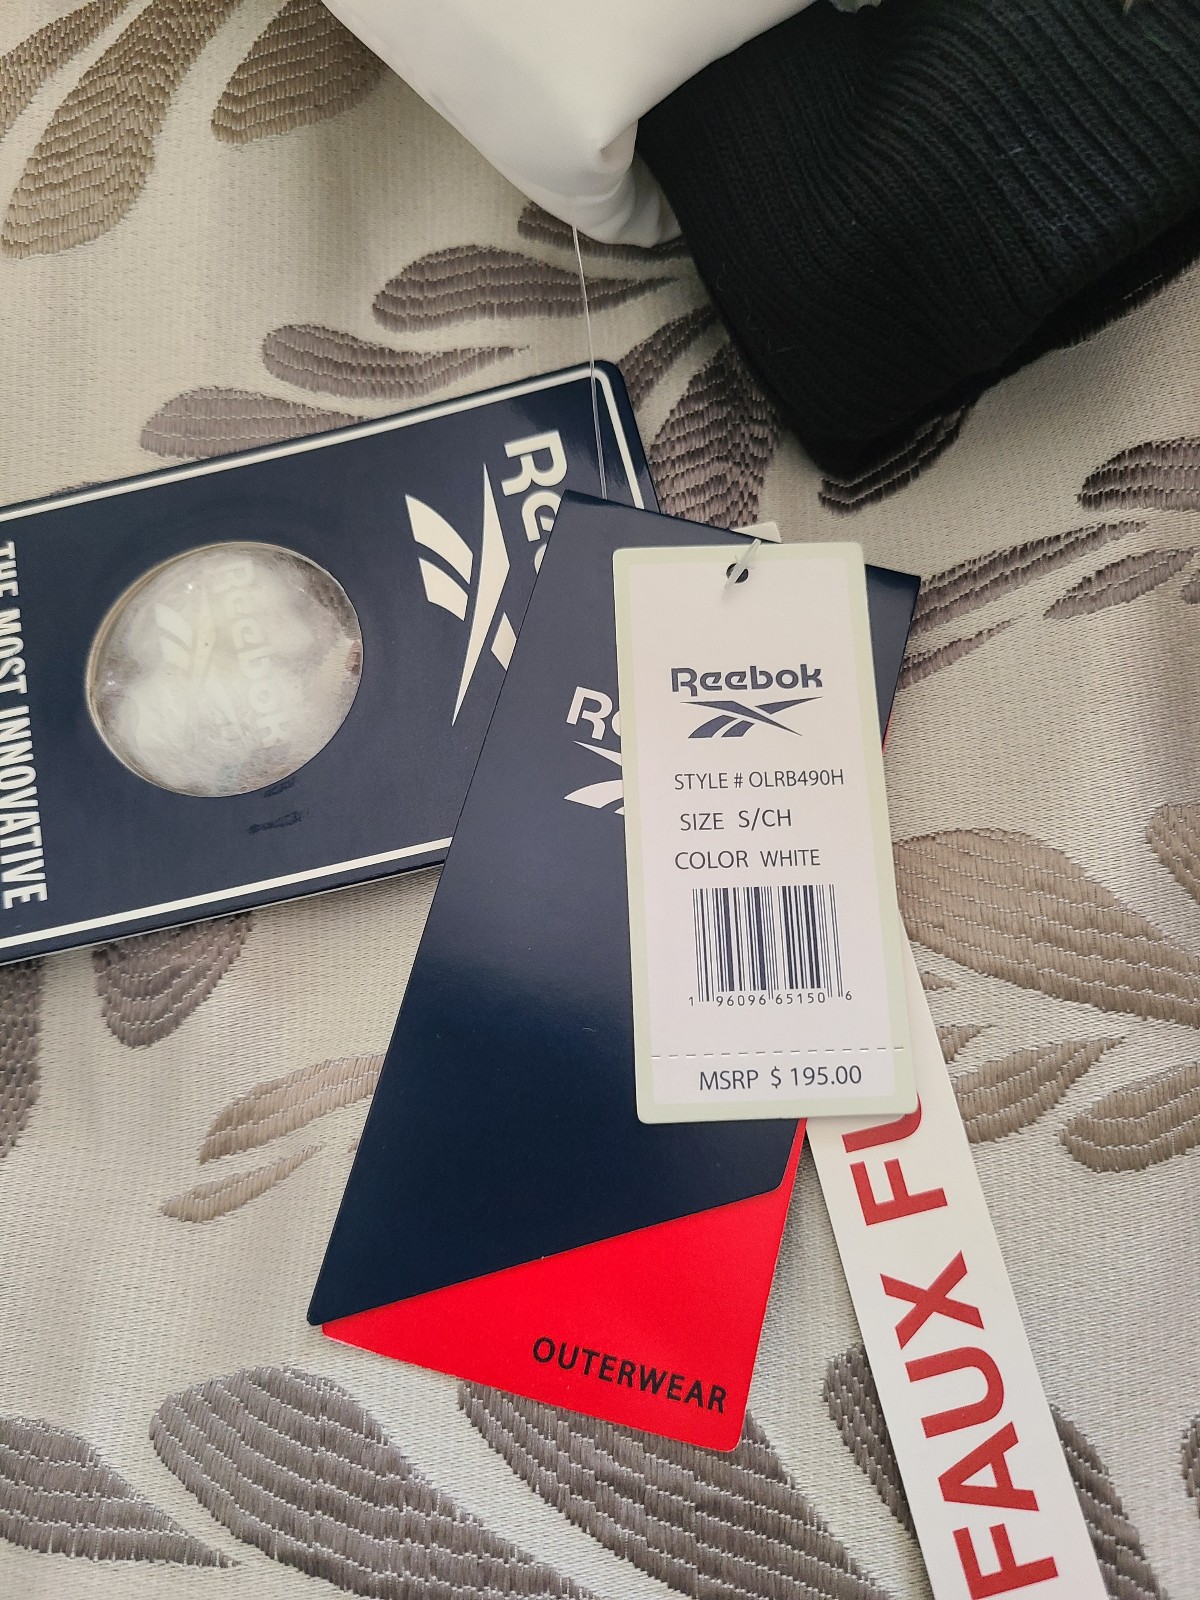 Reebok
THE MOST INNOVATIVE
Reebok
Reebok
STYLE # OLRB490H
SIZE S/CH
COLOR WHITE
1 96096 65150 6
MSRP $ 195.00
OUTERWEAR
FAUX